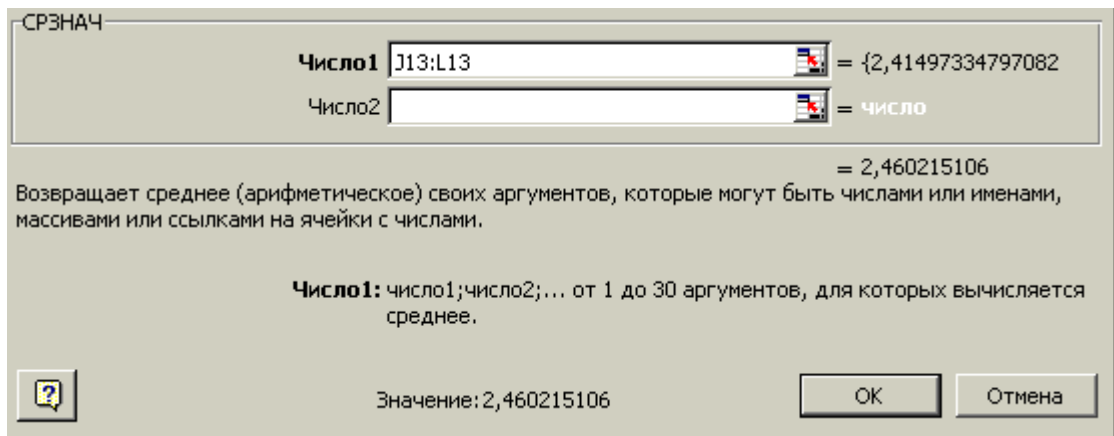 СРЗНАЧ
Число1 J13:L13 = {2,41497334797082
Число2 = число
= 2,460215106
Возвращает среднее (арифметическое) своих аргументов, которые могут быть числами или именами,
массивами или ссылками на ячейки с числами.
Число1: число1;число2;... от 1 до 30 аргументов, для которых вычисляется
среднее.
? Значение:2,460215106 OK Отмена